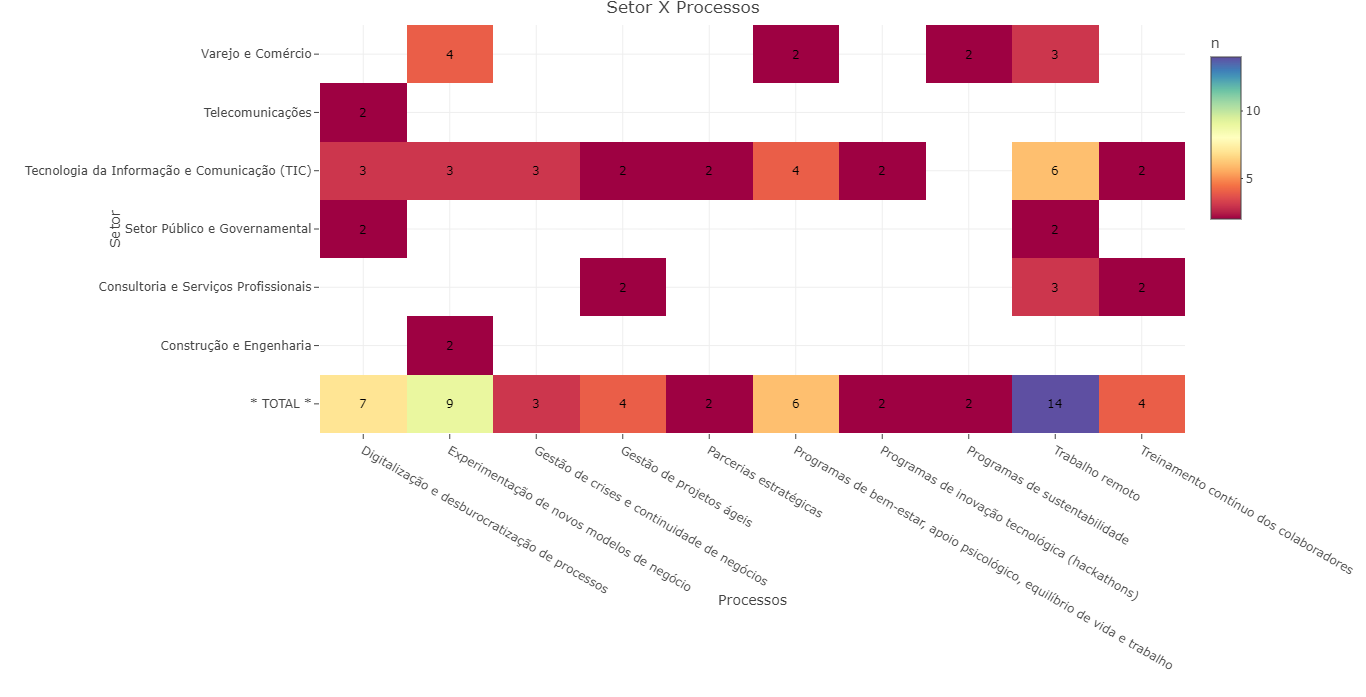 Setor X Processos
n
10
5
Setor
Varejo e Comércio 4 2 2 3
Telecomunicações 2
Tecnologia da Informação e Comunicação (TIC) 3 3 3 2 2 4 2 6 2
Setor Público e Governamental 2 2
Consultoria e Serviços Profissionais 2 3 2
Construção e Engenharia 2
* TOTAL * 7 9 3 4 2 6 2 2 14 4
Digitalização e desburocratização de processos
Experimentação de novos modelos de negócio
Gestão de crises e continuidade de negócios
Gestão de projetos ágeis
Parcerias estratégicas
Programas de bem-estar, apoio psicológico, equilíbrio de vida e trabalho
Programas de inovação tecnológica (hackathons)
Programas de sustentabilidade
Trabalho remoto
Treinamento contínuo dos colaboradores
Processos